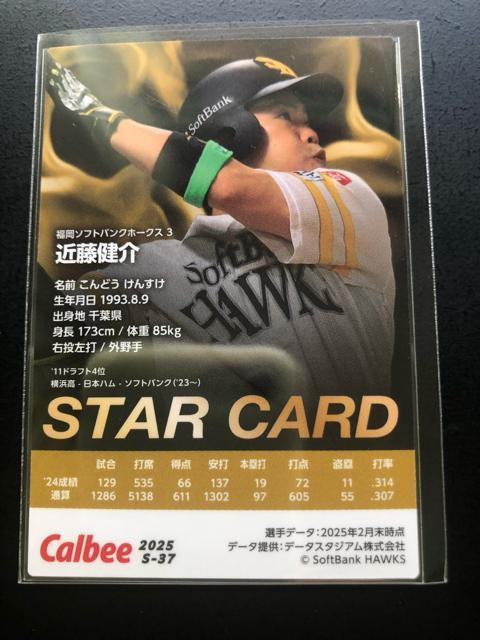 SoftBank
SoftB
HAWK
福岡ソフトバンクホークス 3
近藤健介
名前 こんどう けんすけ
生年月日 1993.8.9
出身地 千葉県
身長 173cm / 体重 85kg
右投左打 / 外野手
'11ドラフト4位
横浜高 - 日本ハム - ソフトバンク('23~)
STAR CARD
試合 打席 得点 安打 本塁打 打点 盗塁 打率
'24成績 129 535 66 137 19 72 11 .314
通算 1286 5138 611 1302 97 605 55 .307
選手データ:2025年2月末時点
データ提供:データスタジアム株式会社
© SoftBank HAWKS
Calbee 2025
S-37